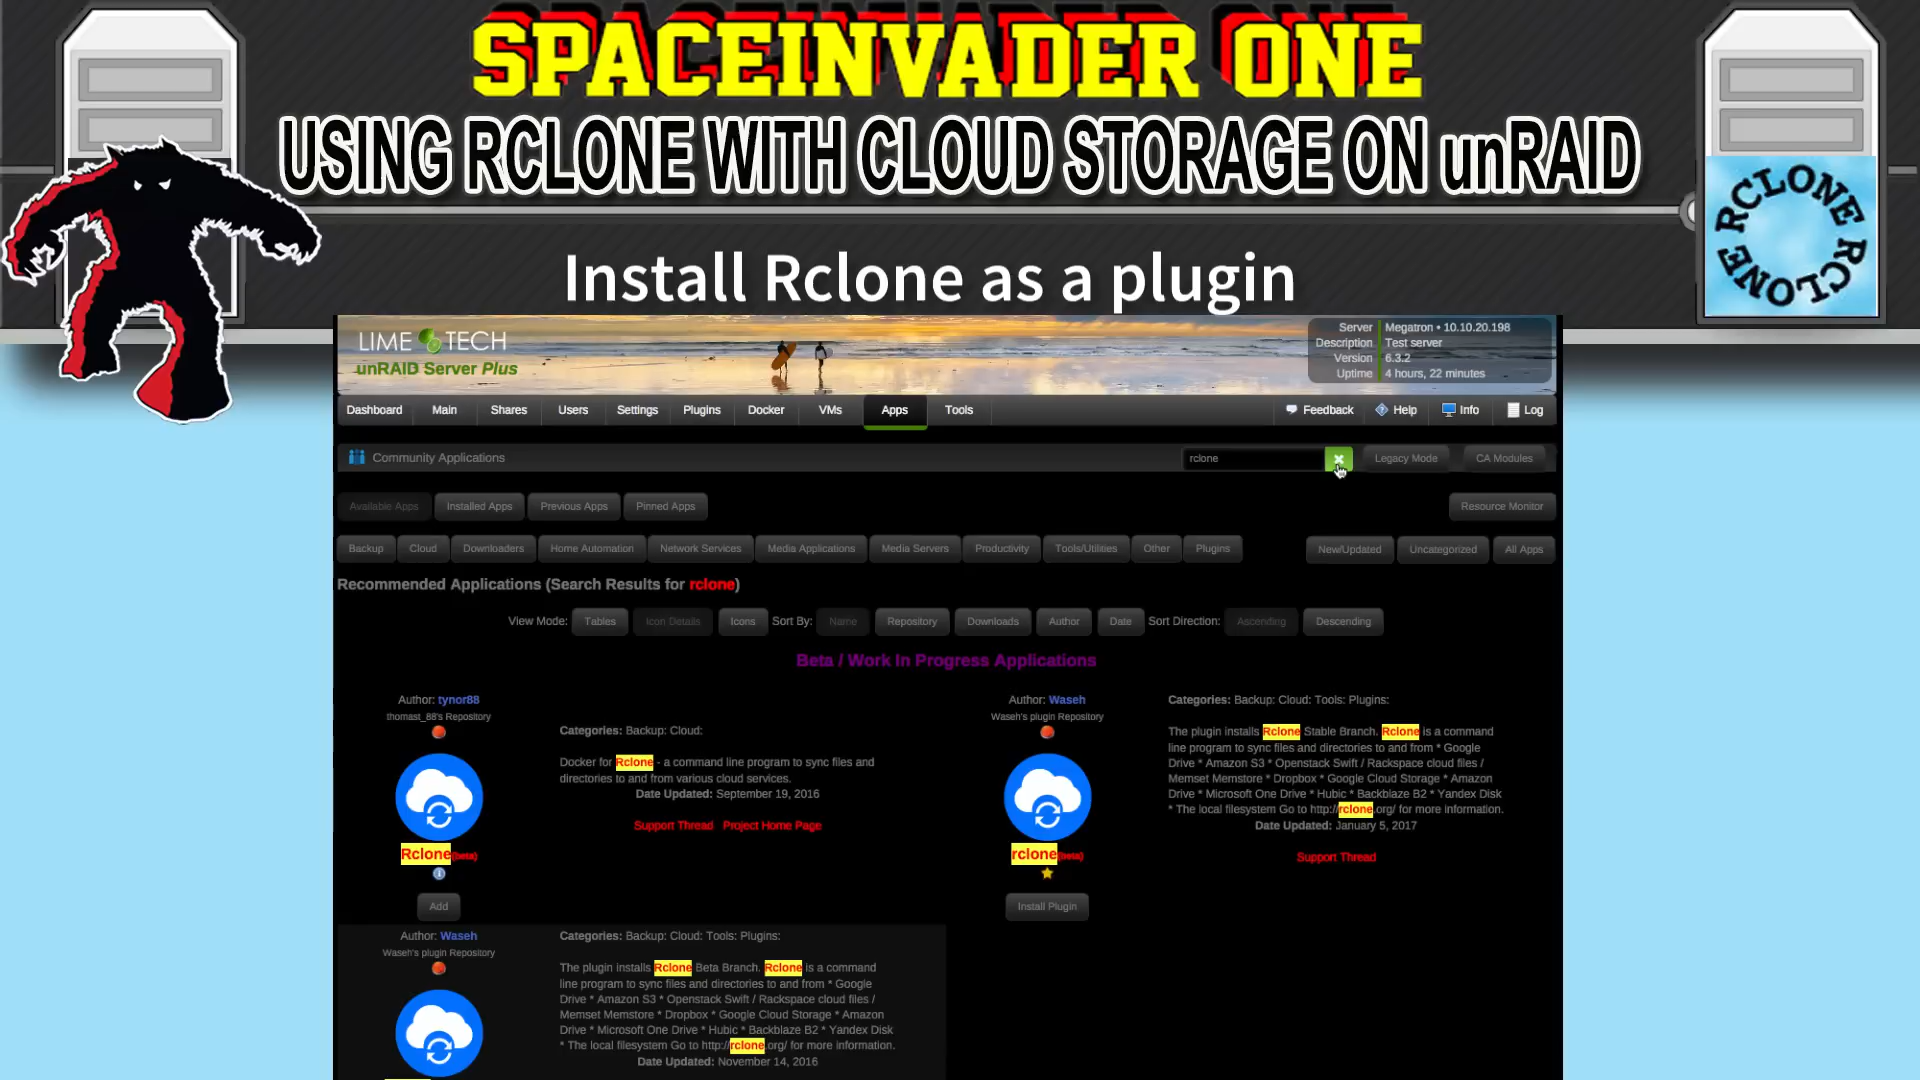 SPACEINVADER ONE
USING RCLONE WITH CLOUD STORAGE ON unRAID
RCLONE RCLONE
Install Rclone as a plugin
LIME TECH
unRAID Server Plus
Server Megatron • 10.10.20.198
Description Test server
Version 6.3.2
Uptime 4 hours, 22 minutes
Dashboard Main Shares Users Settings Plugins Docker VMs Apps Tools Feedback Help Info Log
Community Applications rclone Legacy Mode CA Modules
Available Apps Installed Apps Previous Apps Pinned Apps Resource Monitor
Backup Cloud Downloaders Home Automation Network Services Media Applications Media Servers Productivity Tools/Utilities Other Plugins New/Updated Uncategorized All Apps
Recommended Applications (Search Results for rclone)
View Mode: Tables Icon Details Icons Sort By: Name Repository Downloads Author Date Sort Direction: Ascending Descending
Beta / Work In Progress Applications
Author: tynor88
thomast_88's Repository
Rclone(beta)
Add
Categories: Backup: Cloud:
Docker for Rclone - a command line program to sync files and
directories to and from various cloud services.
Date Updated: September 19, 2016
Support Thread Project Home Page
Author: Waseh
Waseh's plugin Repository
rclone(beta)
Install Plugin
Categories: Backup: Cloud: Tools: Plugins:
The plugin installs Rclone Stable Branch. Rclone is a command
line program to sync files and directories to and from * Google
Drive * Amazon S3 * Openstack Swift / Rackspace cloud files /
Memset Memstore * Dropbox * Google Cloud Storage * Amazon
Drive * Microsoft One Drive * Hubic * Backblaze B2 * Yandex Disk
* The local filesystem Go to http://rclone.org/ for more information.
Date Updated: January 5, 2017
Support Thread
Author: Waseh
Waseh's plugin Repository
Categories: Backup: Cloud: Tools: Plugins:
The plugin installs Rclone Beta Branch. Rclone is a command
line program to sync files and directories to and from * Google
Drive * Amazon S3 * Openstack Swift / Rackspace cloud files /
Memset Memstore * Dropbox * Google Cloud Storage * Amazon
Drive * Microsoft One Drive * Hubic * Backblaze B2 * Yandex Disk
* The local filesystem Go to http://rclone.org/ for more information.
Date Updated: November 14, 2016